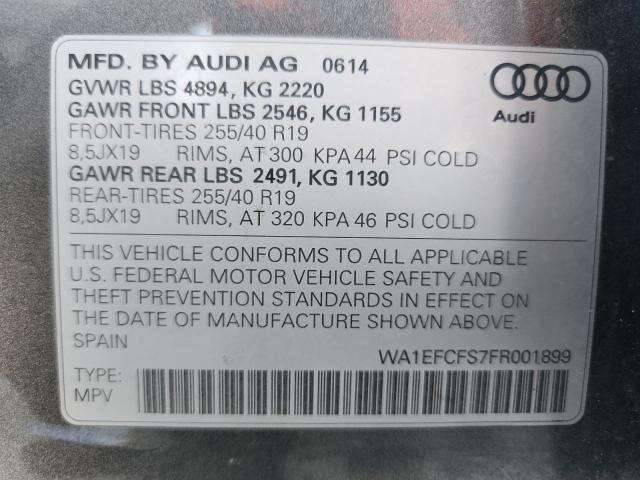 MFD. BY AUDI AG 0614
GVWR LBS 4894, KG 2220
GAWR FRONT LBS 2546, KG 1155
Audi
FRONT-TIRES 255/40 R19
8,5JX19 RIMS, AT 300 KPA 44 PSI COLD
GAWR REAR LBS 2491, KG 1130
REAR-TIRES 255/40 R19
8,5JX19 RIMS, AT 320 KPA 46 PSI COLD
THIS VEHICLE CONFORMS TO ALL APPLICABLE
U.S. FEDERAL MOTOR VEHICLE SAFETY AND
THEFT PREVENTION STANDARDS IN EFFECT ON
THE DATE OF MANUFACTURE SHOWN ABOVE.
SPAIN
WA1EFCFS7FR001899
TYPE:
MPV